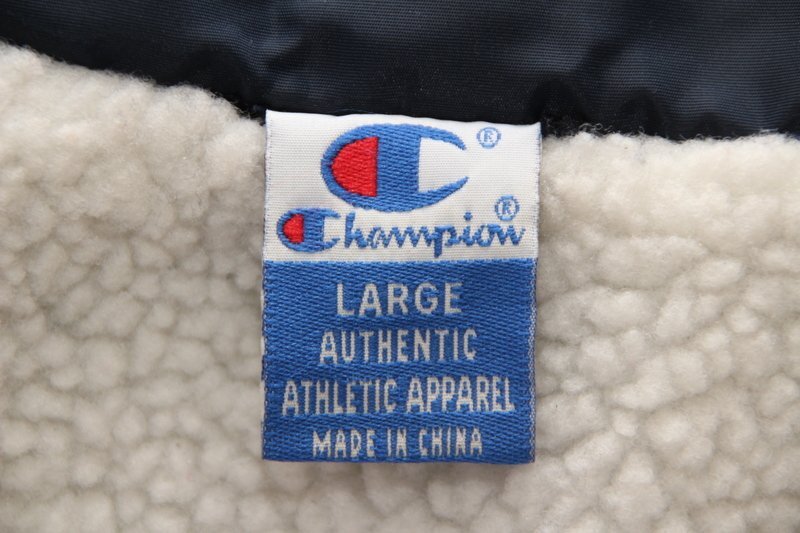 ®
Champion®
LARGE
AUTHENTIC
ATHLETIC APPAREL
MADE IN CHINA